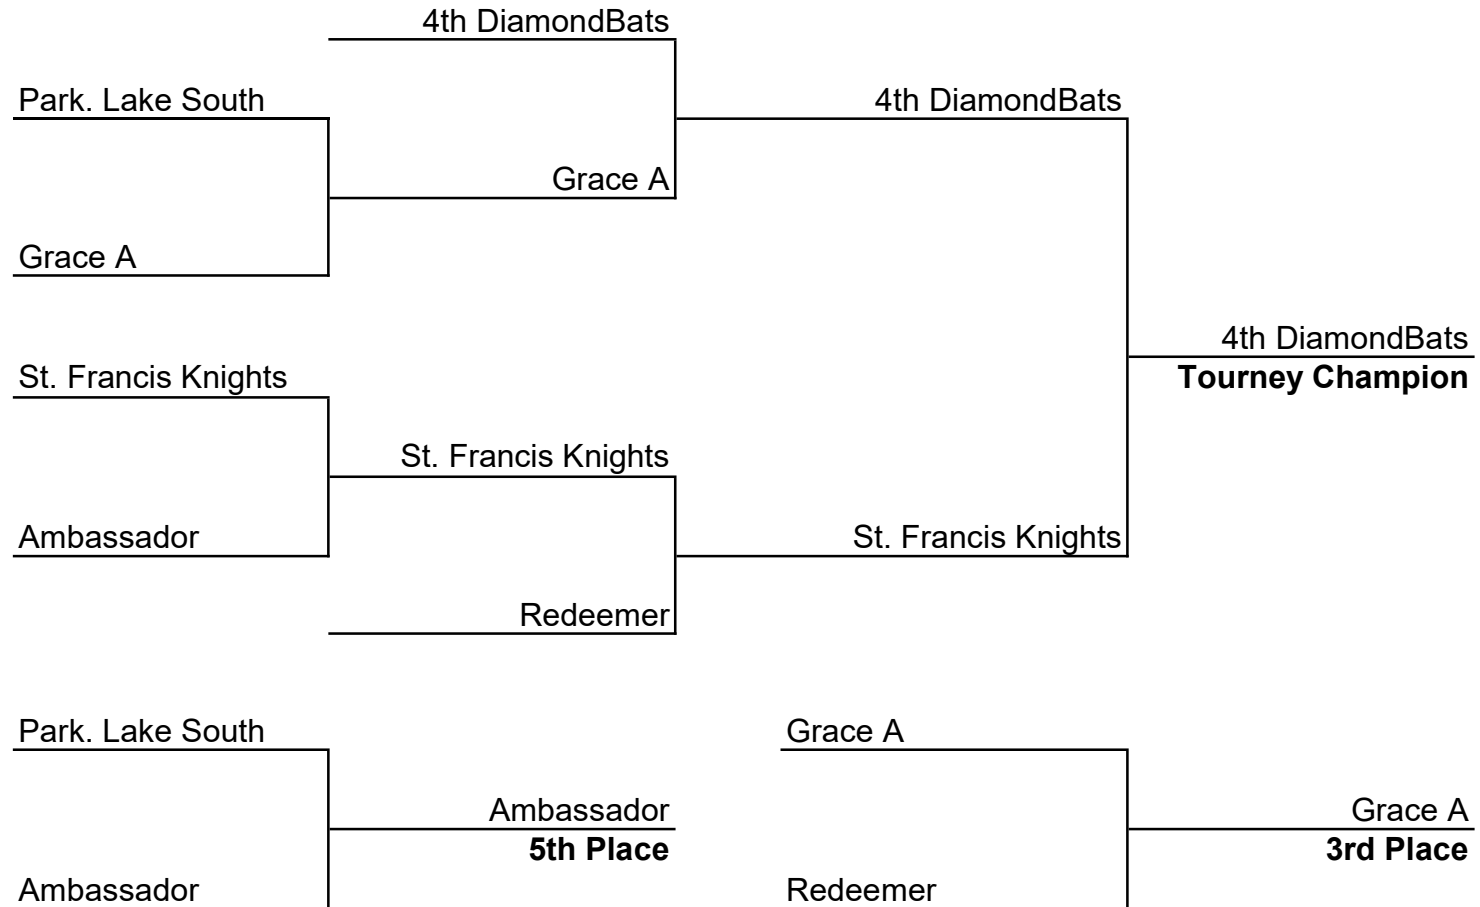 4th DiamondBats
Park. Lake South
4th DiamondBats
Grace A
Grace A
4th DiamondBats
Tourney Champion
St. Francis Knights
St. Francis Knights
Ambassador
St. Francis Knights
Redeemer
Park. Lake South
Grace A
Ambassador
Grace A
5th Place
3rd Place
Ambassador
Redeemer